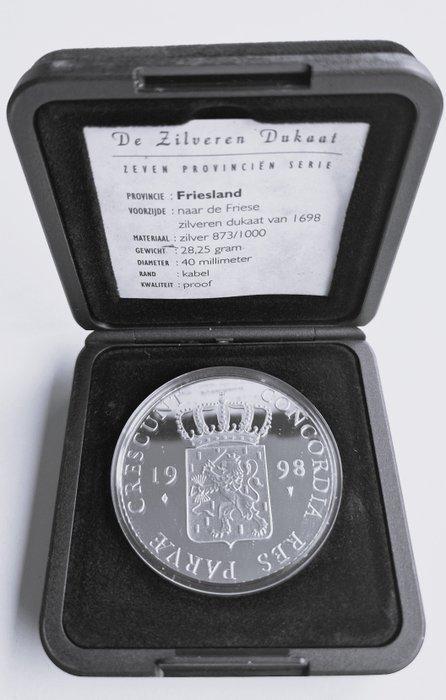 De Zilveren Dukaat
ZEVEN PROVINCIËN SERIE
PROVINCIE : Friesland
VOORZIJDE : naar de Friese
zilveren dukaat van 1698
MATERIAAL : zilver 873/1000
GEWICHT : 28,25 gram
DIAMETER : 40 millimeter
RAND : kabel
KWALITEIT : proof
CONCORDIA RES PARVÆ CRESCUNT
19 98